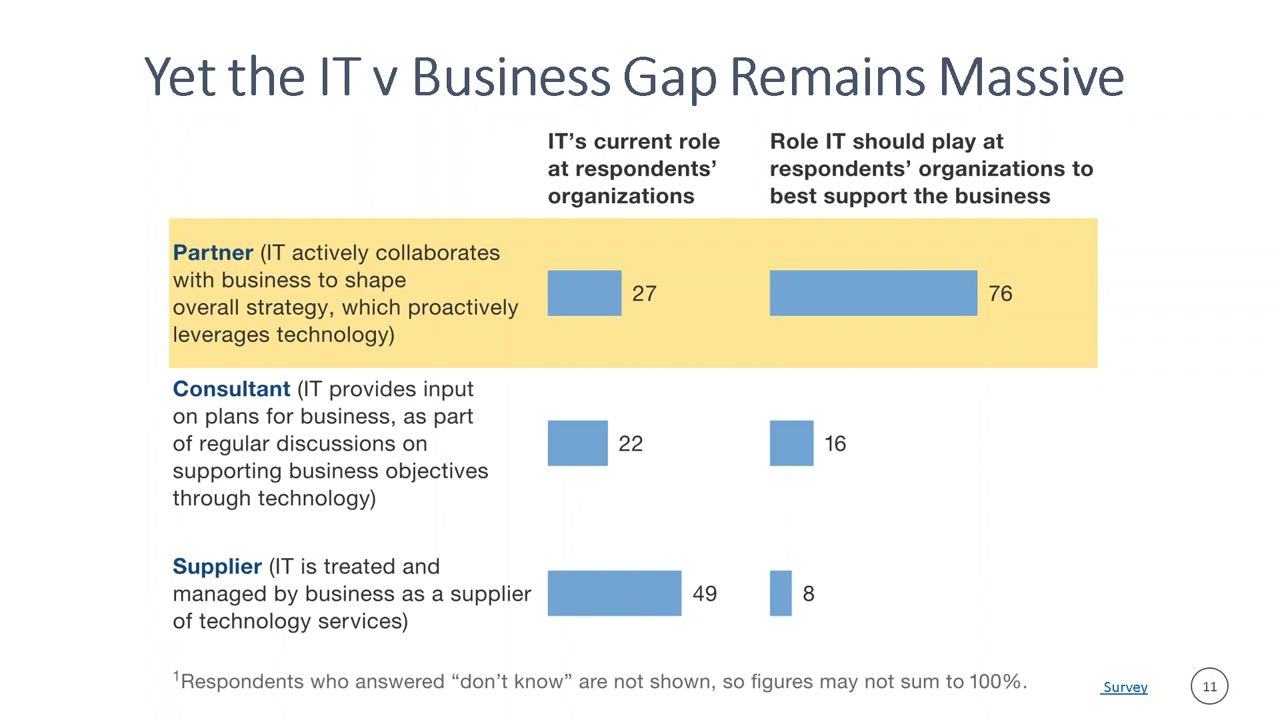 Yet the IT v Business Gap Remains Massive
IT’s current role
at respondents’
organizations
Role IT should play at
respondents’ organizations to
best support the business
Partner (IT actively collaborates
with business to shape
overall strategy, which proactively
leverages technology)
27
76
Consultant (IT provides input
on plans for business, as part
of regular discussions on
supporting business objectives
through technology)
22
16
Supplier (IT is treated and
managed by business as a supplier
of technology services)
49
8
1Respondents who answered “don’t know” are not shown, so figures may not sum to 100%.
Survey
11